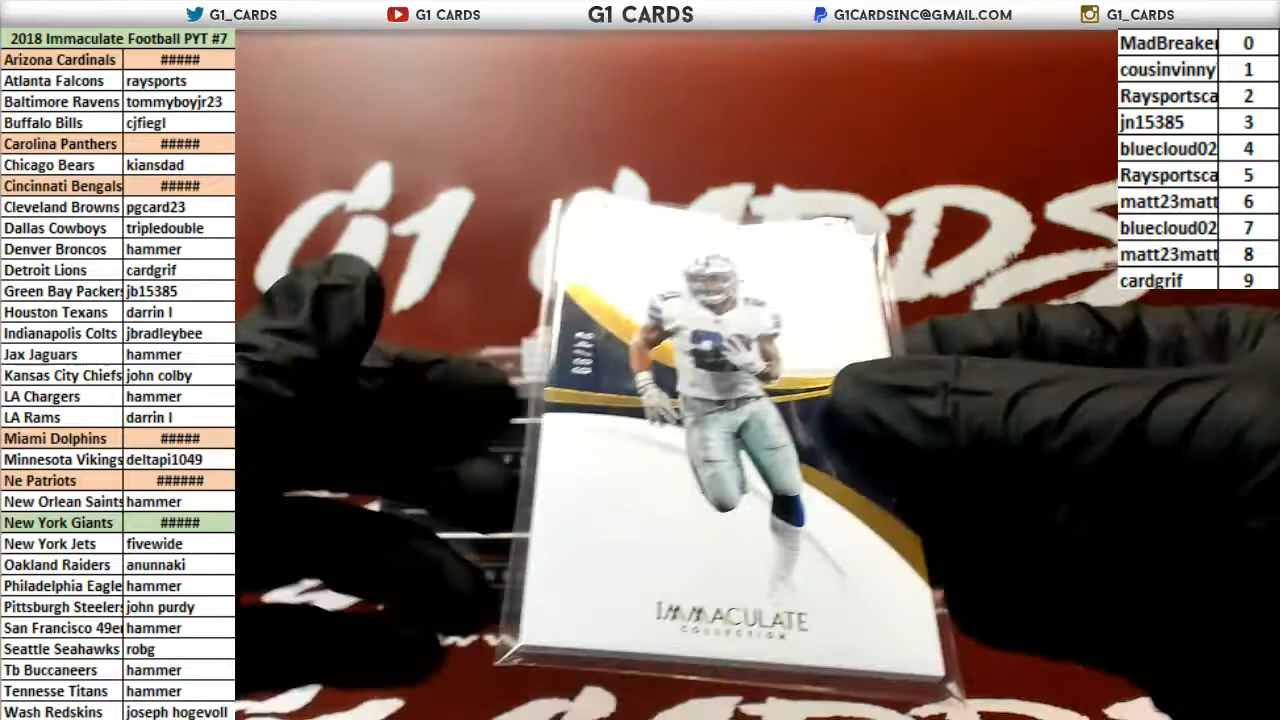 G1_CARDS
G1 CARDS
G1 CARDS
G1CARDSINC@GMAIL.COM
G1_CARDS
2018 Immaculate Football PYT #7
Arizona Cardinals #####
Atlanta Falcons raysports
Baltimore Ravens tommyboyjr23
Buffalo Bills cjfiegl
Carolina Panthers #####
Chicago Bears kiansdad
Cincinnati Bengals #####
Cleveland Browns pgcard23
Dallas Cowboys tripledouble
Denver Broncos hammer
Detroit Lions cardgrif
Green Bay Packers jb15385
Houston Texans darrin l
Indianapolis Colts jbradleybee
Jax Jaguars hammer
Kansas City Chiefs john colby
LA Chargers hammer
LA Rams darrin l
Miami Dolphins #####
Minnesota Vikings deltapi1049
Ne Patriots ######
New Orlean Saints hammer
New York Giants #####
New York Jets fivewide
Oakland Raiders anunnaki
Philadelphia Eagle hammer
Pittsburgh Steelers john purdy
San Francisco 49er hammer
Seattle Seahawks robg
Tb Buccaneers hammer
Tennesse Titans hammer
Wash Redskins joseph hogevoll
MadBreaker 0
cousinvinny 1
Raysportsca 2
jn15385 3
bluecloud02 4
Raysportsca 5
matt23matt 6
bluecloud02 7
matt23matt 8
cardgrif 9
G1 CARDS
IMMACULATE
COLLECTION